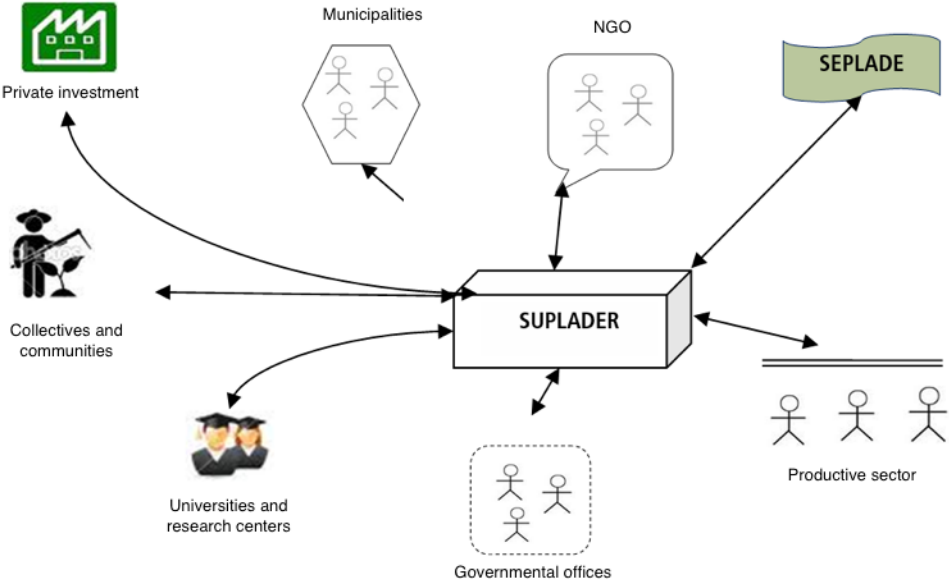 Municipalities
NGO
SEPLADE
Private investment
SUPLADER
Collectives and
communities
Productive sector
Universities and
research centers
Governmental offices